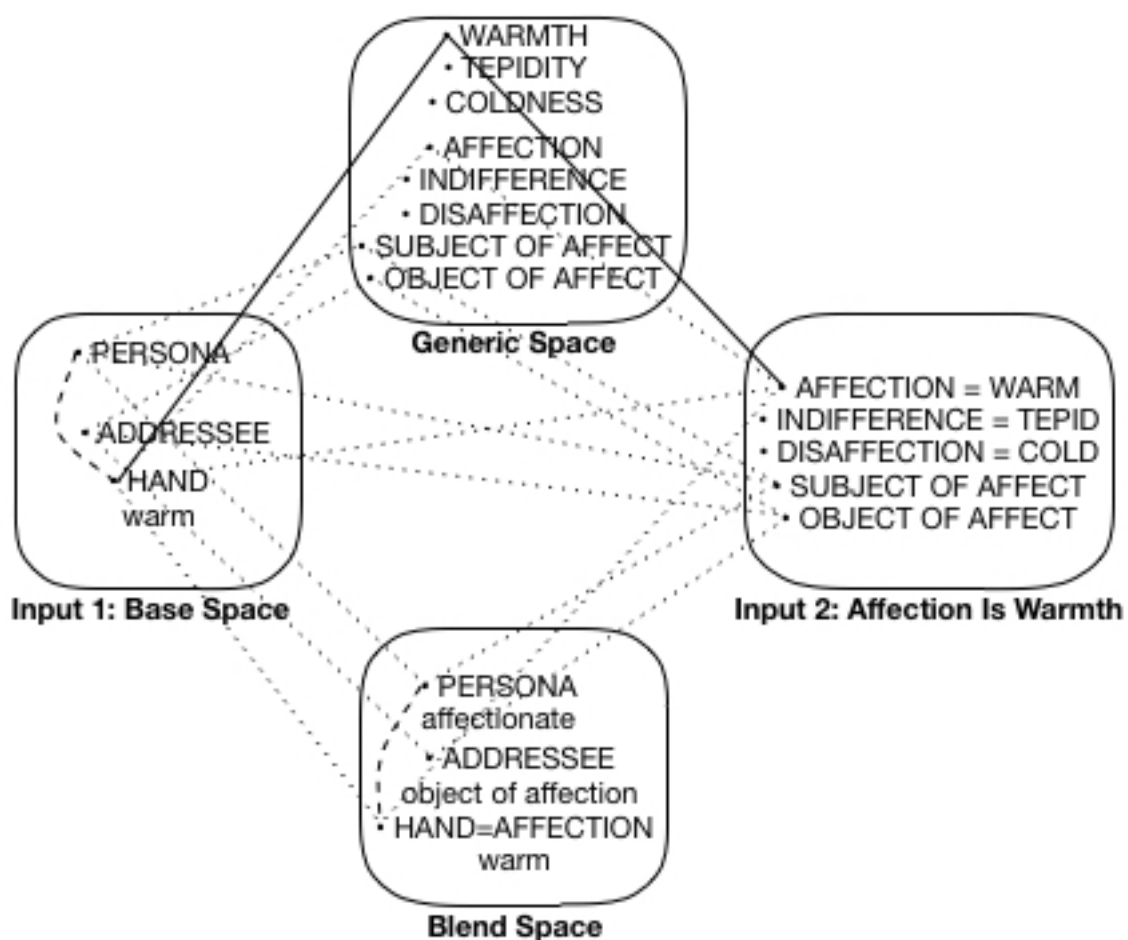 WARMTH
TEPIDITY
COLDNESS
AFFECTION
INDIFFERENCE
DISAFFECTION
SUBJECT OF AFFECT
OBJECT OF AFFECT
Generic Space
PERSONA
ADDRESSEE
HAND
warm
Input 1: Base Space
AFFECTION = WARM
INDIFFERENCE = TEPID
DISAFFECTION = COLD
SUBJECT OF AFFECT
OBJECT OF AFFECT
Input 2: Affection Is Warmth
PERSONA
affectionate
ADDRESSEE
object of affection
HAND=AFFECTION
warm
Blend Space